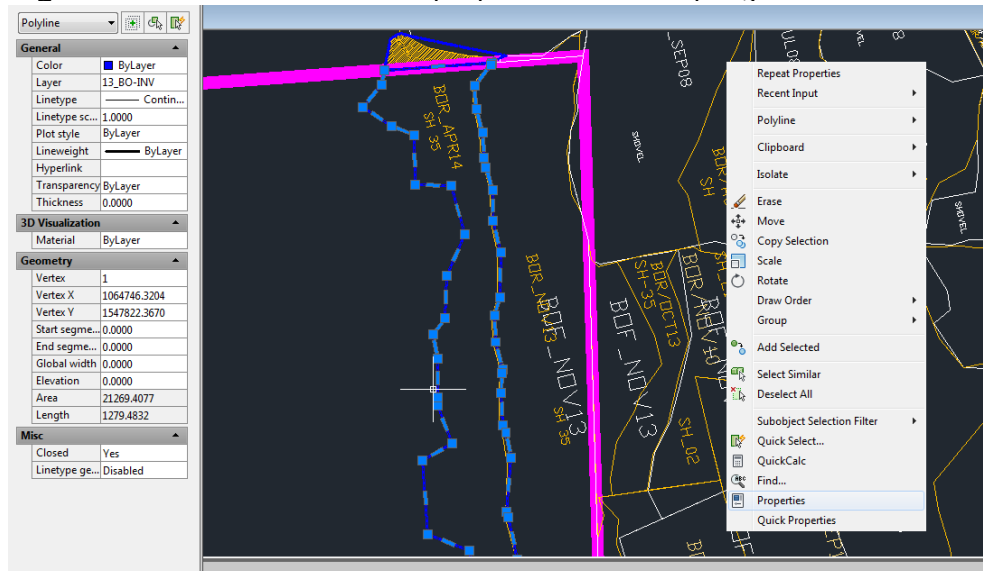 Polyline
General
Color ByLayer
Layer 13_BO-INV
Linetype Contin...
Linetype sc... 1.0000
Plot style ByLayer
Lineweight ByLayer
Hyperlink
Transparency ByLayer
Thickness 0.0000
3D Visualization
Material ByLayer
Geometry
Vertex 1
Vertex X 1064746.3204
Vertex Y 1547822.3670
Start segme... 0.0000
End segme... 0.0000
Global width 0.0000
Elevation 0.0000
Area 21269.4077
Length 1279.4832
Misc
Closed Yes
Linetype ge... Disabled
BOR_APR14
SH 35
BOR_NOV13
SH 35
BOF_NOV13
BOF_NOV13
SH-35
BOR/OCT13
SH_02
SHOVEL
_SEP08
SHOVEL
Repeat Properties
Recent Input
Polyline
Clipboard
Isolate
Erase
Move
Copy Selection
Scale
Rotate
Draw Order
Group
Add Selected
Select Similar
Deselect All
Subobject Selection Filter
Quick Select...
QuickCalc
Find...
Properties
Quick Properties